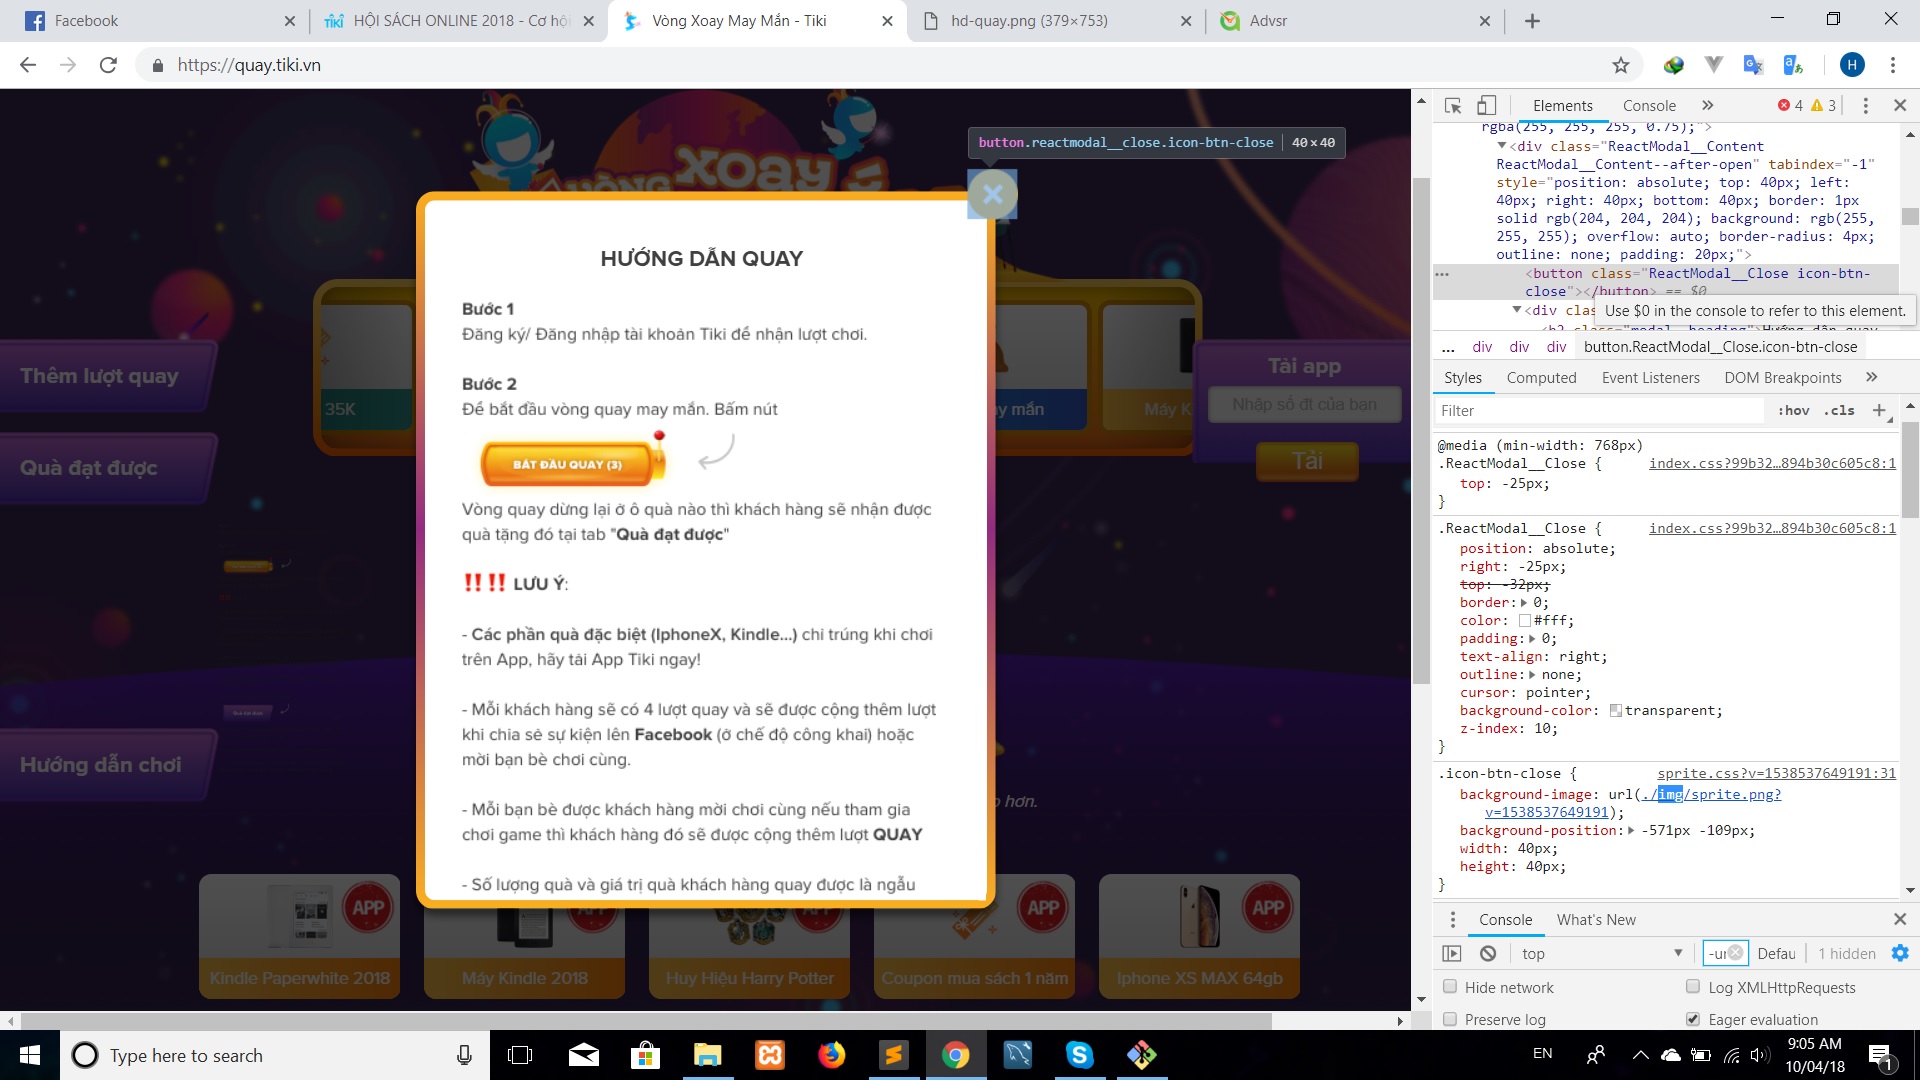 Facebook
HỘI SÁCH ONLINE 2018 - Cơ hội
Vòng Xoay May Mắn - Tiki
hd-quay.png (379×753)
Advsr
https://quay.tiki.vn
H
xoay
VÒNG
button.reactmodal__close.icon-btn-close
40×40
HƯỚNG DẪN QUAY
Bước 1
Đăng ký/ Đăng nhập tài khoản Tiki để nhận lượt chơi.
Bước 2
Để bắt đầu vòng quay may mắn. Bấm nút
BẮT ĐẦU QUAY (3)
Vòng quay dừng lại ở ô quà nào thì khách hàng sẽ nhận được
quà tặng đó tại tab "Quà đạt được"
‼️‼️ LƯU Ý:
- Các phần quà đặc biệt (IphoneX, Kindle...) chỉ trúng khi chơi
trên App, hãy tải App Tiki ngay!
- Mỗi khách hàng sẽ có 4 lượt quay và sẽ được cộng thêm lượt
khi chia sẻ sự kiện lên Facebook (ở chế độ công khai) hoặc
mời bạn bè chơi cùng.
- Mỗi bạn bè được khách hàng mời chơi cùng nếu tham gia
chơi game thì khách hàng đó sẽ được cộng thêm lượt QUAY
- Số lượng quà và giá trị quà khách hàng quay được là ngẫu
Thêm lượt quay
Quà đạt được
Hướng dẫn chơi
35K
y mắn
Máy K
Tải app
Nhập số đt của bạn
Tải
hơn.
APP
APP
APP
APP
APP
Kindle Paperwhite 2018
Máy Kindle 2018
Huy Hiệu Harry Potter
Coupon mua sách 1 năm
Iphone XS MAX 64gb
Elements
Console
»
4
3
rgba(255, 255, 255, 0.75);">
<div class="ReactModal__Content
ReactModal__Content--after-open" tabindex="-1"
style="position: absolute; top: 40px; left:
40px; right: 40px; bottom: 40px; border: 1px
solid rgb(204, 204, 204); background: rgb(255,
255, 255); overflow: auto; border-radius: 4px;
outline: none; padding: 20px;">
<button class="ReactModal__Close icon-btn-
close"></button> == $0
<div clas
Use $0 in the console to refer to this element.
<h2 class="modal__heading">Hướng dẫn quay
... div div div button.ReactModal__Close.icon-btn-close
Styles
Computed
Event Listeners
DOM Breakpoints
»
Filter
:hov
.cls
+
@media (min-width: 768px)
.ReactModal__Close {
index.css?99b32…894b30c605c8:1
top: -25px;
}
.ReactModal__Close {
index.css?99b32…894b30c605c8:1
position: absolute;
right: -25px;
top: -32px;
border: 0;
color: #fff;
padding: 0;
text-align: right;
outline: none;
cursor: pointer;
background-color: transparent;
z-index: 10;
}
.icon-btn-close {
sprite.css?v=1538537649191:31
background-image: url(./img/sprite.png?
v=1538537649191);
background-position: -571px -109px;
width: 40px;
height: 40px;
}
Console
What's New
top
-ur
Defau
1 hidden
Hide network
Log XMLHttpRequests
Preserve log
Eager evaluation
Type here to search
EN
9:05 AM
10/04/18
1